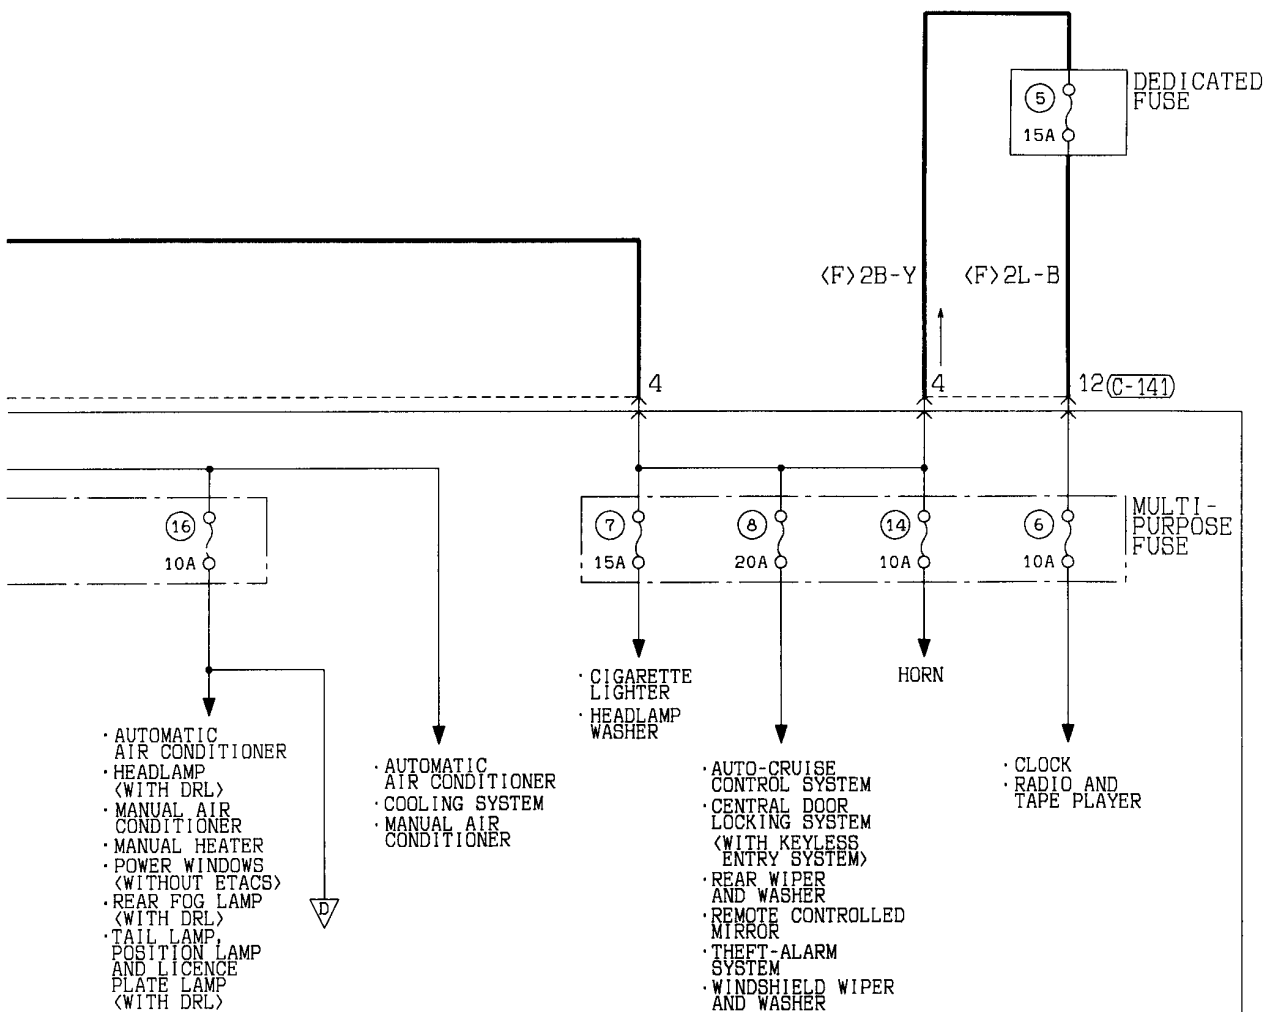 DEDICATED
FUSE
5
15A
<F>2B-Y
<F>2L-B
4
4
12
C-141
MULTI-
PURPOSE
FUSE
16
10A
7
15A
8
20A
14
10A
6
10A
· AUTOMATIC
AIR CONDITIONER
· HEADLAMP
<WITH DRL>
· MANUAL AIR
CONDITIONER
· MANUAL HEATER
· POWER WINDOWS
<WITHOUT ETACS>
· REAR FOG LAMP
<WITH DRL>
· TAIL LAMP,
POSITION LAMP
AND LICENCE
PLATE LAMP
<WITH DRL>
D
· AUTOMATIC
AIR CONDITIONER
· COOLING SYSTEM
· MANUAL AIR
CONDITIONER
· CIGARETTE
LIGHTER
· HEADLAMP
WASHER
· AUTO-CRUISE
CONTROL SYSTEM
· CENTRAL DOOR
LOCKING SYSTEM
<WITH KEYLESS
ENTRY SYSTEM>
· REAR WIPER
AND WASHER
· REMOTE CONTROLLED
MIRROR
· THEFT-ALARM
SYSTEM
· WINDSHIELD WIPER
AND WASHER
HORN
· CLOCK
· RADIO AND
TAPE PLAYER